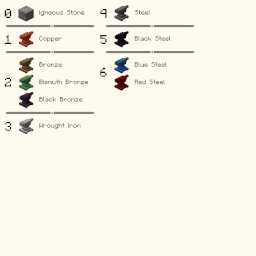 0 Igneous Stone
1 Copper
Bronze
2 Bismuth Bronze
Black Bronze
3 Wrought Iron
4 Steel
5 Black Steel
Blue Steel
6
Red Steel